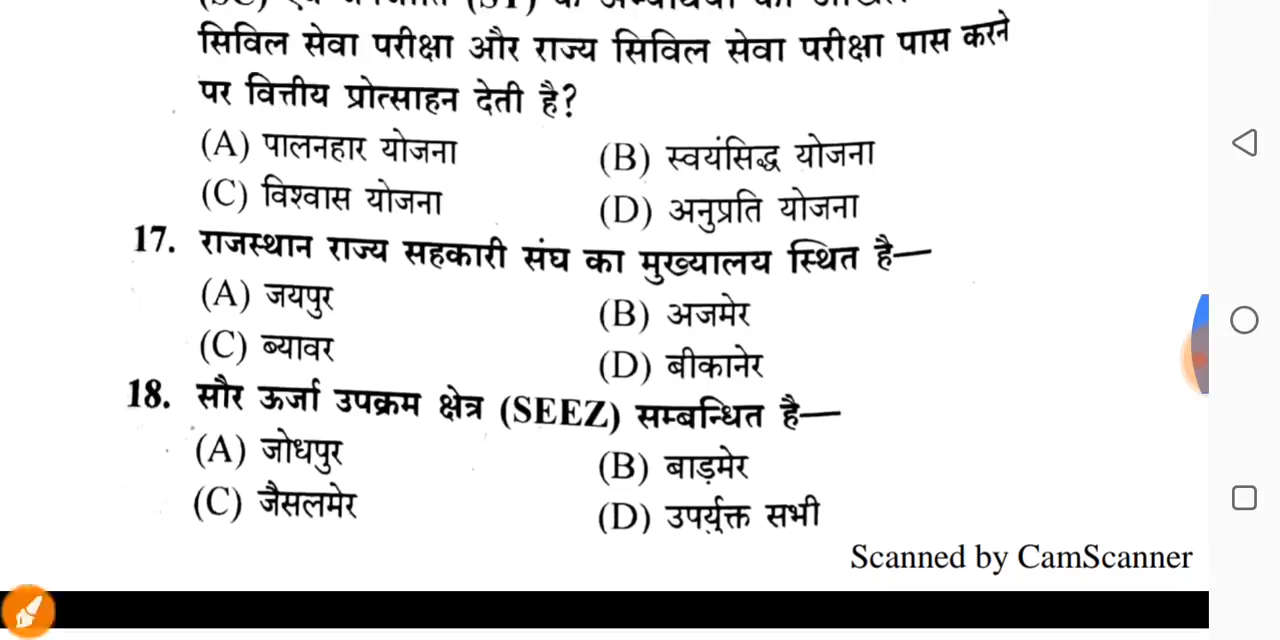 सिविल सेवा परीक्षा और राज्य सिविल सेवा परीक्षा पास करने
पर वित्तीय प्रोत्साहन देती है?
(A) पालनहार योजना (B) स्वयंसिद्ध योजना
(C) विश्वास योजना (D) अनुप्रति योजना
17. राजस्थान राज्य सहकारी संघ का मुख्यालय स्थित है—
(A) जयपुर (B) अजमेर
(C) ब्यावर (D) बीकानेर
18. सौर ऊर्जा उपक्रम क्षेत्र (SEEZ) सम्बन्धित है—
(A) जोधपुर (B) बाड़मेर
(C) जैसलमेर (D) उपर्युक्त सभी
Scanned by CamScanner